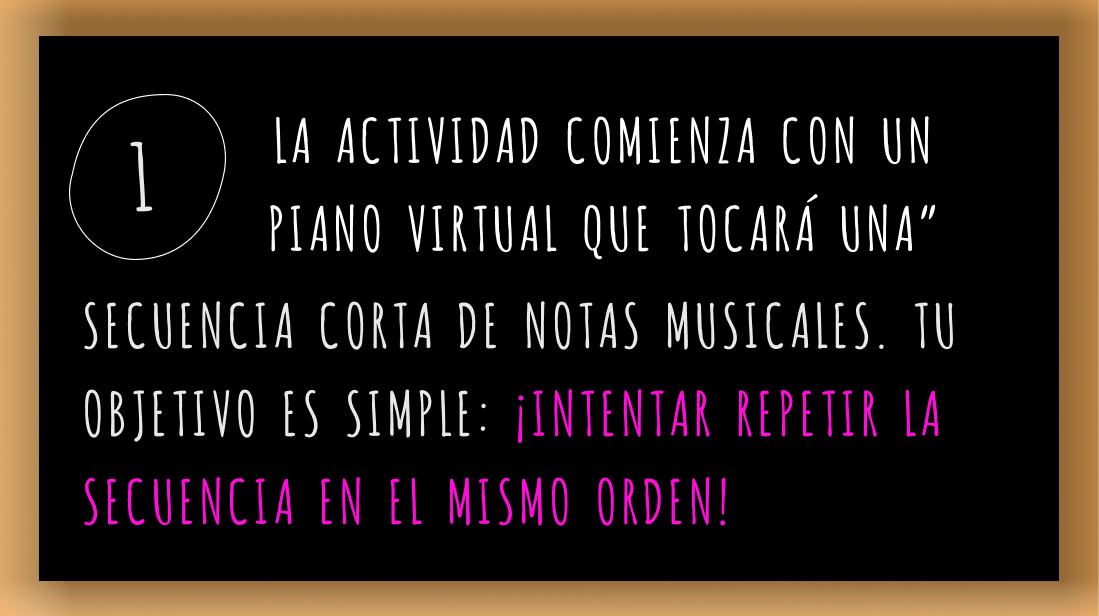 1
LA ACTIVIDAD COMIENZA CON UN
PIANO VIRTUAL QUE TOCARÁ UNA”
SECUENCIA CORTA DE NOTAS MUSICALES. TU
OBJETIVO ES SIMPLE: ¡INTENTAR REPETIR LA
SECUENCIA EN EL MISMO ORDEN!